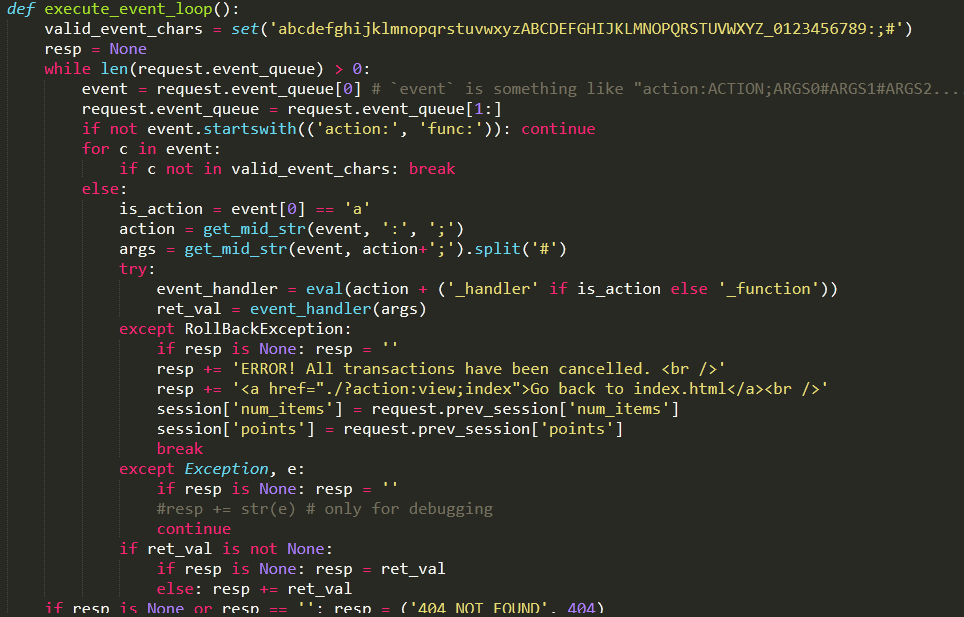 def execute_event_loop():
    valid_event_chars = set('abcdefghijklmnopqrstuvwxyzABCDEFGHIJKLMNOPQRSTUVWXYZ_0123456789:;#')
    resp = None
    while len(request.event_queue) > 0:
        event = request.event_queue[0] # `event` is something like "action:ACTION;ARGS0#ARGS1#ARGS2....
        request.event_queue = request.event_queue[1:]
        if not event.startswith(('action:', 'func:')): continue
        for c in event:
            if c not in valid_event_chars: break
        else:
            is_action = event[0] == 'a'
            action = get_mid_str(event, ':', ';')
            args = get_mid_str(event, action+';').split('#')
            try:
                event_handler = eval(action + ('_handler' if is_action else '_function'))
                ret_val = event_handler(args)
            except RollBackException:
                if resp is None: resp = ''
                resp += 'ERROR! All transactions have been cancelled. <br />'
                resp += '<a href="./?action:view;index">Go back to index.html</a><br />'
                session['num_items'] = request.prev_session['num_items']
                session['points'] = request.prev_session['points']
                break
            except Exception, e:
                if resp is None: resp = ''
                #resp += str(e) # only for debugging
                continue
            if ret_val is not None:
                if resp is None: resp = ret_val
                else: resp += ret_val
    if resp is None or resp == '': resp = ('404 NOT FOUND', 404)